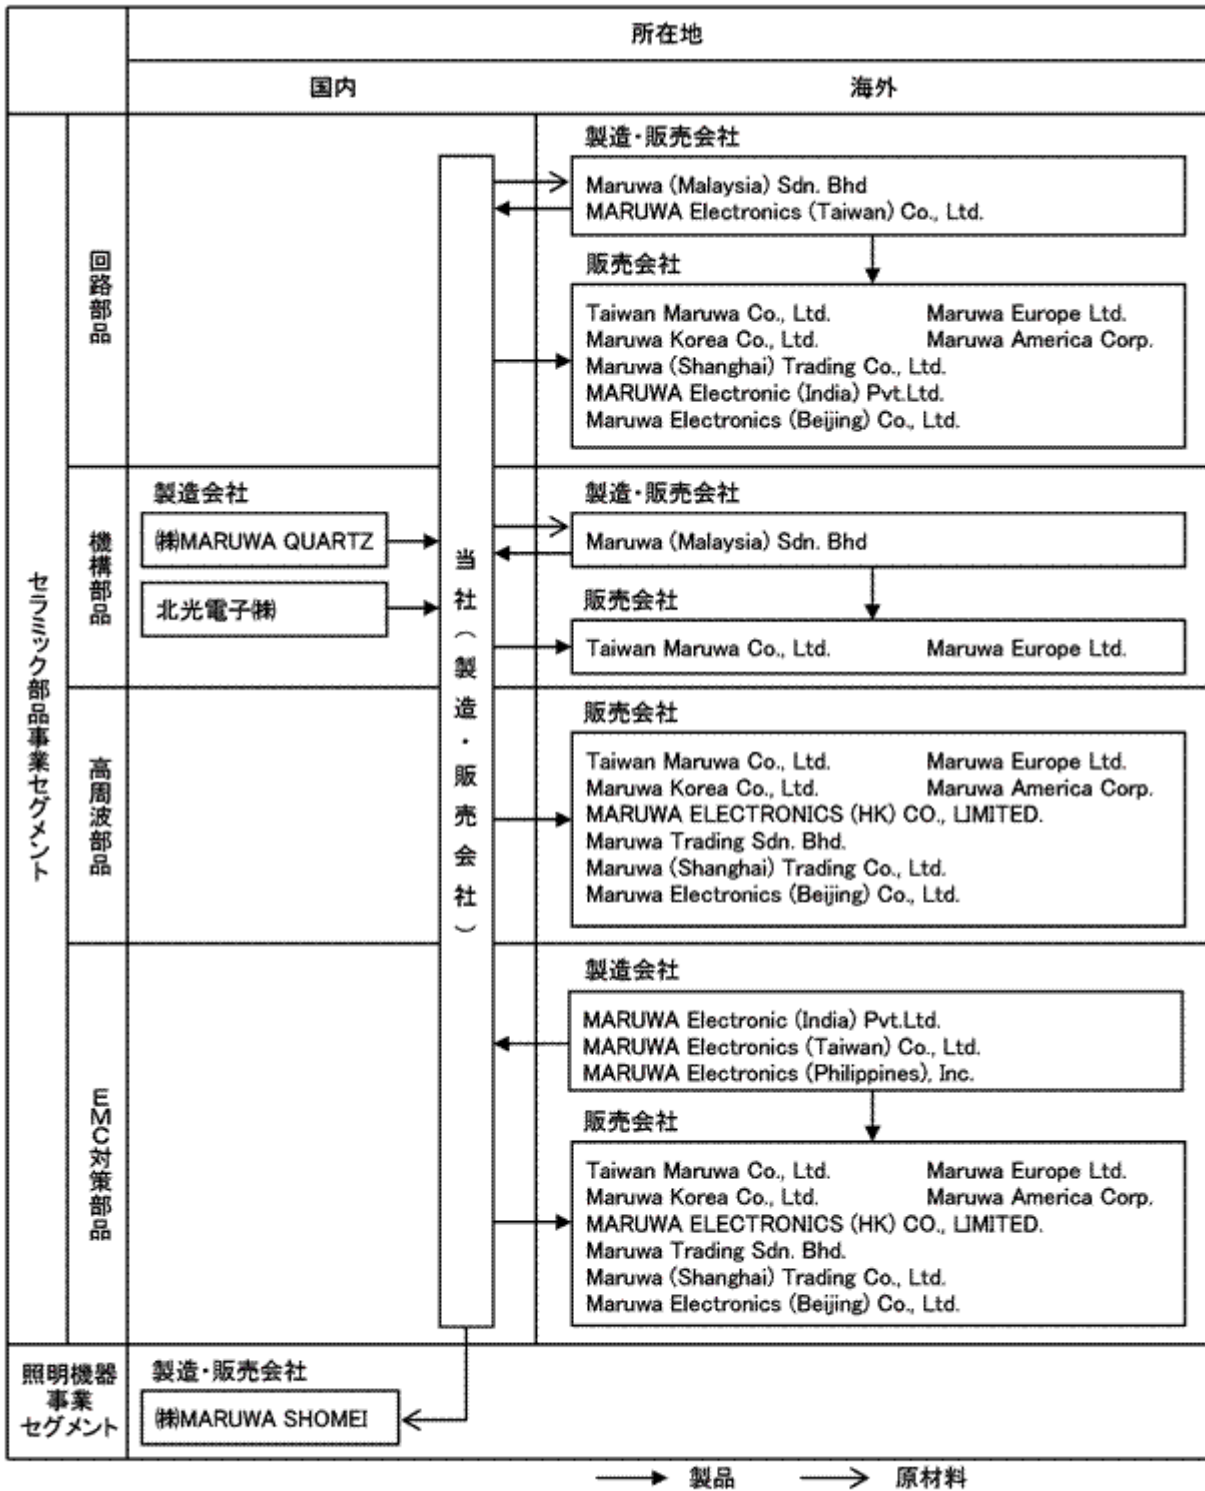 所在地
国内
海外
セラミック部品事業セグメント
回路部品
製造・販売会社
Maruwa (Malaysia) Sdn. Bhd
MARUWA Electronics (Taiwan) Co., Ltd.
販売会社
Taiwan Maruwa Co., Ltd. Maruwa Europe Ltd.
Maruwa Korea Co., Ltd. Maruwa America Corp.
Maruwa (Shanghai) Trading Co., Ltd.
MARUWA Electronic (India) Pvt.Ltd.
Maruwa Electronics (Beijing) Co., Ltd.
当社(製造・販売会社)
機構部品
製造会社
㈱MARUWA QUARTZ
北光電子㈱
製造・販売会社
Maruwa (Malaysia) Sdn. Bhd
販売会社
Taiwan Maruwa Co., Ltd. Maruwa Europe Ltd.
高周波部品
販売会社
Taiwan Maruwa Co., Ltd. Maruwa Europe Ltd.
Maruwa Korea Co., Ltd. Maruwa America Corp.
MARUWA ELECTRONICS (HK) CO., LIMITED.
Maruwa Trading Sdn. Bhd.
Maruwa (Shanghai) Trading Co., Ltd.
Maruwa Electronics (Beijing) Co., Ltd.
EMC対策部品
製造会社
MARUWA Electronic (India) Pvt.Ltd.
MARUWA Electronics (Taiwan) Co., Ltd.
MARUWA Electronics (Philippines), Inc.
販売会社
Taiwan Maruwa Co., Ltd. Maruwa Europe Ltd.
Maruwa Korea Co., Ltd. Maruwa America Corp.
MARUWA ELECTRONICS (HK) CO., LIMITED.
Maruwa Trading Sdn. Bhd.
Maruwa (Shanghai) Trading Co., Ltd.
Maruwa Electronics (Beijing) Co., Ltd.
照明機器
事業
セグメント
製造・販売会社
㈱MARUWA SHOMEI
製品
原材料